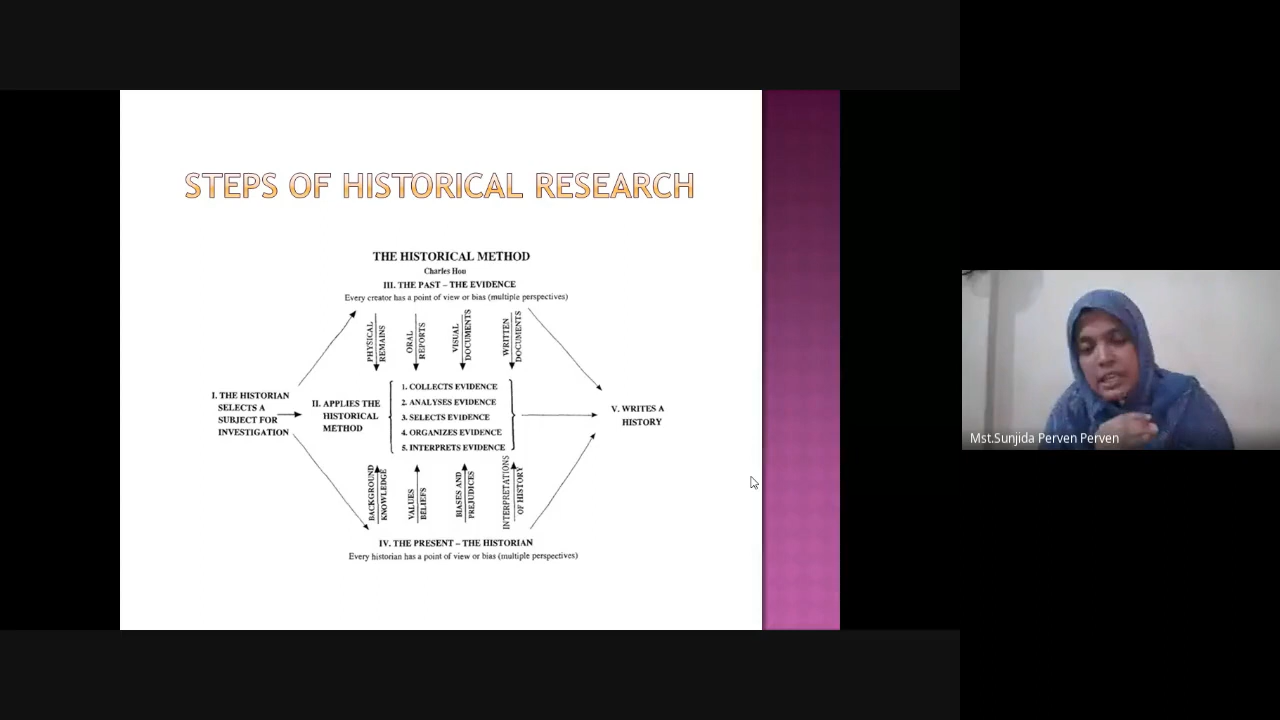 STEPS OF HISTORICAL RESEARCH
THE HISTORICAL METHOD
Charles Hou
III. THE PAST – THE EVIDENCE
Every creator has a point of view or bias (multiple perspectives)
PHYSICAL
REMAINS
ORAL
REPORTS
VISUAL
DOCUMENTS
WRITTEN
DOCUMENTS
I. THE HISTORIAN
SELECTS A
SUBJECT FOR
INVESTIGATION
II. APPLIES THE
HISTORICAL
METHOD
1. COLLECTS EVIDENCE
2. ANALYSES EVIDENCE
3. SELECTS EVIDENCE
4. ORGANIZES EVIDENCE
5. INTERPRETS EVIDENCE
V. WRITES A
HISTORY
BACKGROUND
KNOWLEDGE
VALUES
BELIEFS
BIASES AND
PREJUDICES
INTERPRETATIONS
OF HISTORY
IV. THE PRESENT – THE HISTORIAN
Every historian has a point of view or bias (multiple perspectives)
Mst.Sunjida Perven Perven